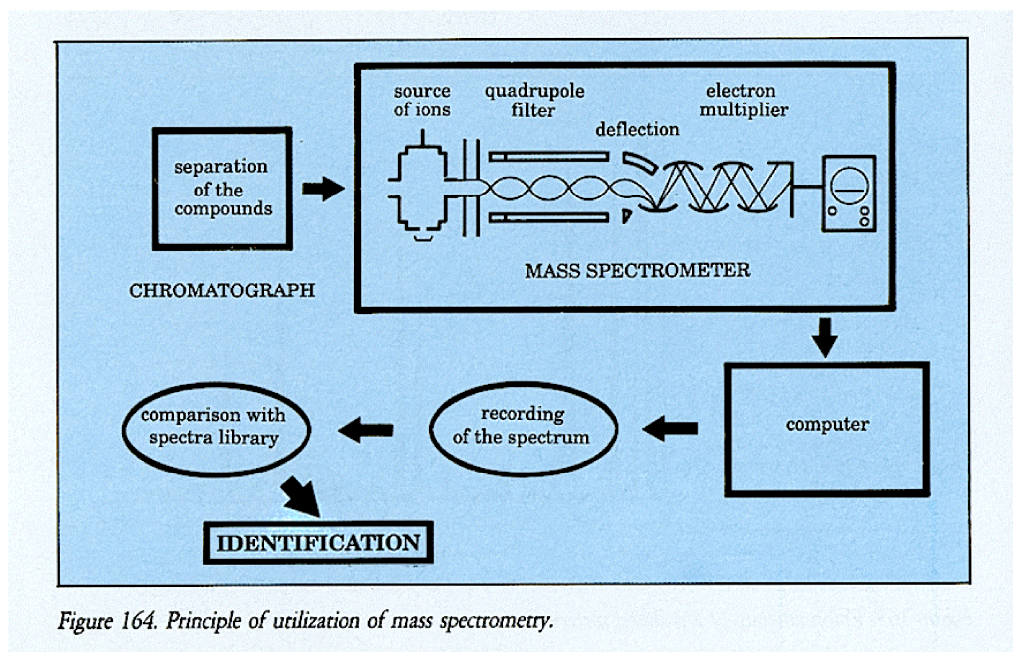 source
of ions
quadrupole
filter
electron
multiplier
deflection
separation
of the
compounds
MASS SPECTROMETER
CHROMATOGRAPH
comparison with
spectra library
recording
of the spectrum
computer
IDENTIFICATION
Figure 164. Principle of utilization of mass spectrometry.